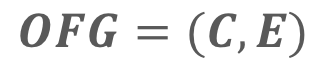 OFG = (C, E)